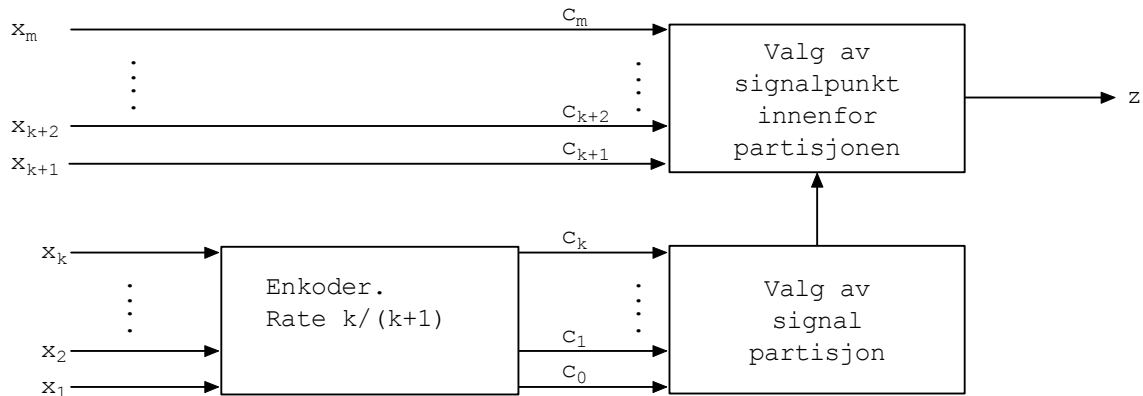 x_m
c_m
Valg av
signalpunkt
innenfor
partisjonen
z
x_{k+2}
c_{k+2}
x_{k+1}
c_{k+1}
x_k
Enkoder.
Rate k/(k+1)
c_k
Valg av
signal
partisjon
x_2
c_1
x_1
c_0